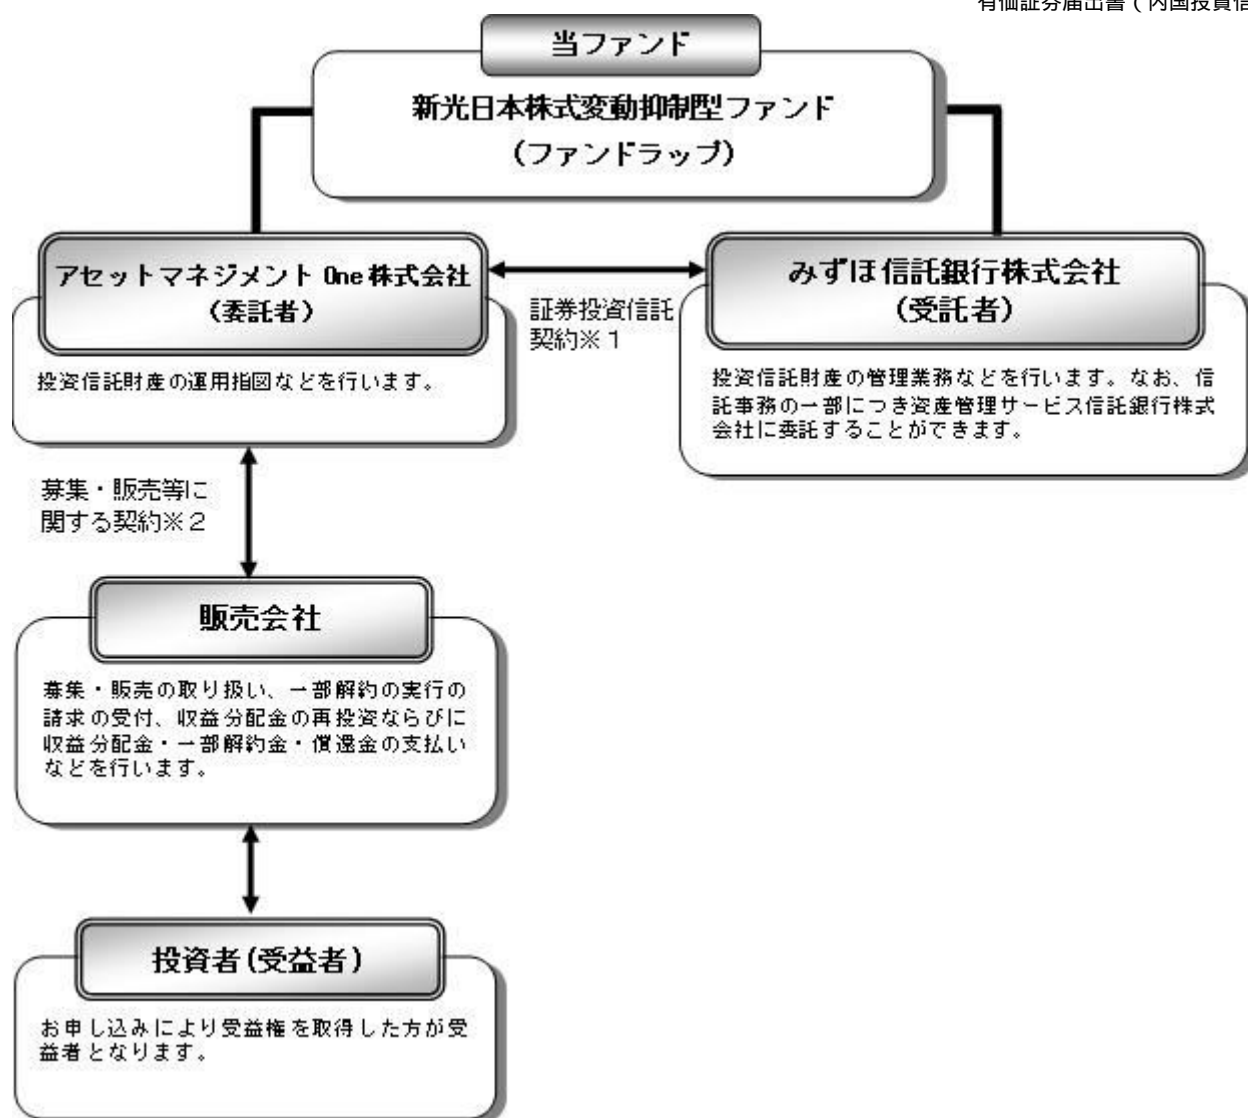 有価証券届出書（内国投資信
当ファンド
新光日本株式変動抑制型ファンド
（ファンドラップ）
アセットマネジメント One 株式会社
（委託者）
投資信託財産の運用指図などを行います。
証券投資信託
契約※１
みずほ信託銀行株式会社
（受託者）
投資信託財産の管理業務などを行います。なお、信
託事務の一部につき資産管理サービス信託銀行株式
会社に委託することができます。
募集・販売等に
関する契約※２
販売会社
募集・販売の取り扱い、一部解約の実行の
請求の受付、収益分配金の再投資ならびに
収益分配金・一部解約金・償還金の支払い
などを行います。
投資者（受益者）
お申し込みにより受益権を取得した方が受
益者となります。